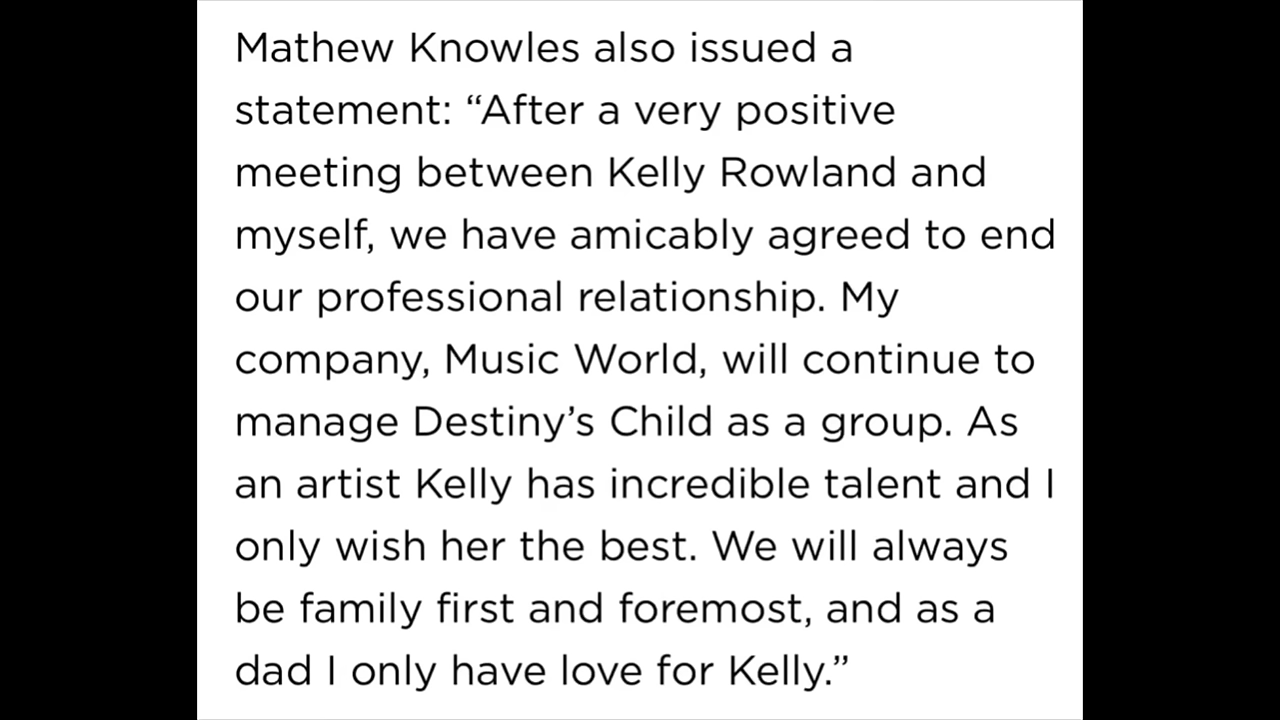 Mathew Knowles also issued a
statement: “After a very positive
meeting between Kelly Rowland and
myself, we have amicably agreed to end
our professional relationship. My
company, Music World, will continue to
manage Destiny’s Child as a group. As
an artist Kelly has incredible talent and I
only wish her the best. We will always
be family first and foremost, and as a
dad I only have love for Kelly.”